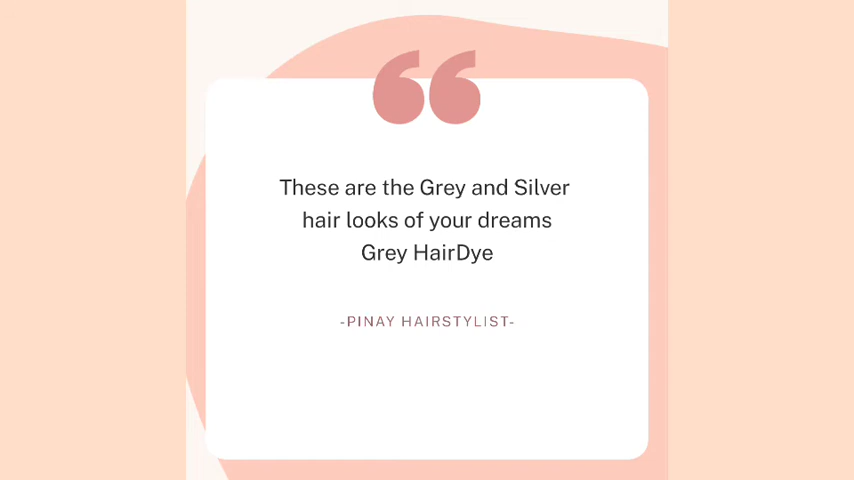 These are the Grey and Silver
hair looks of your dreams
Grey HairDye
-PINAY HAIRSTYLIST-